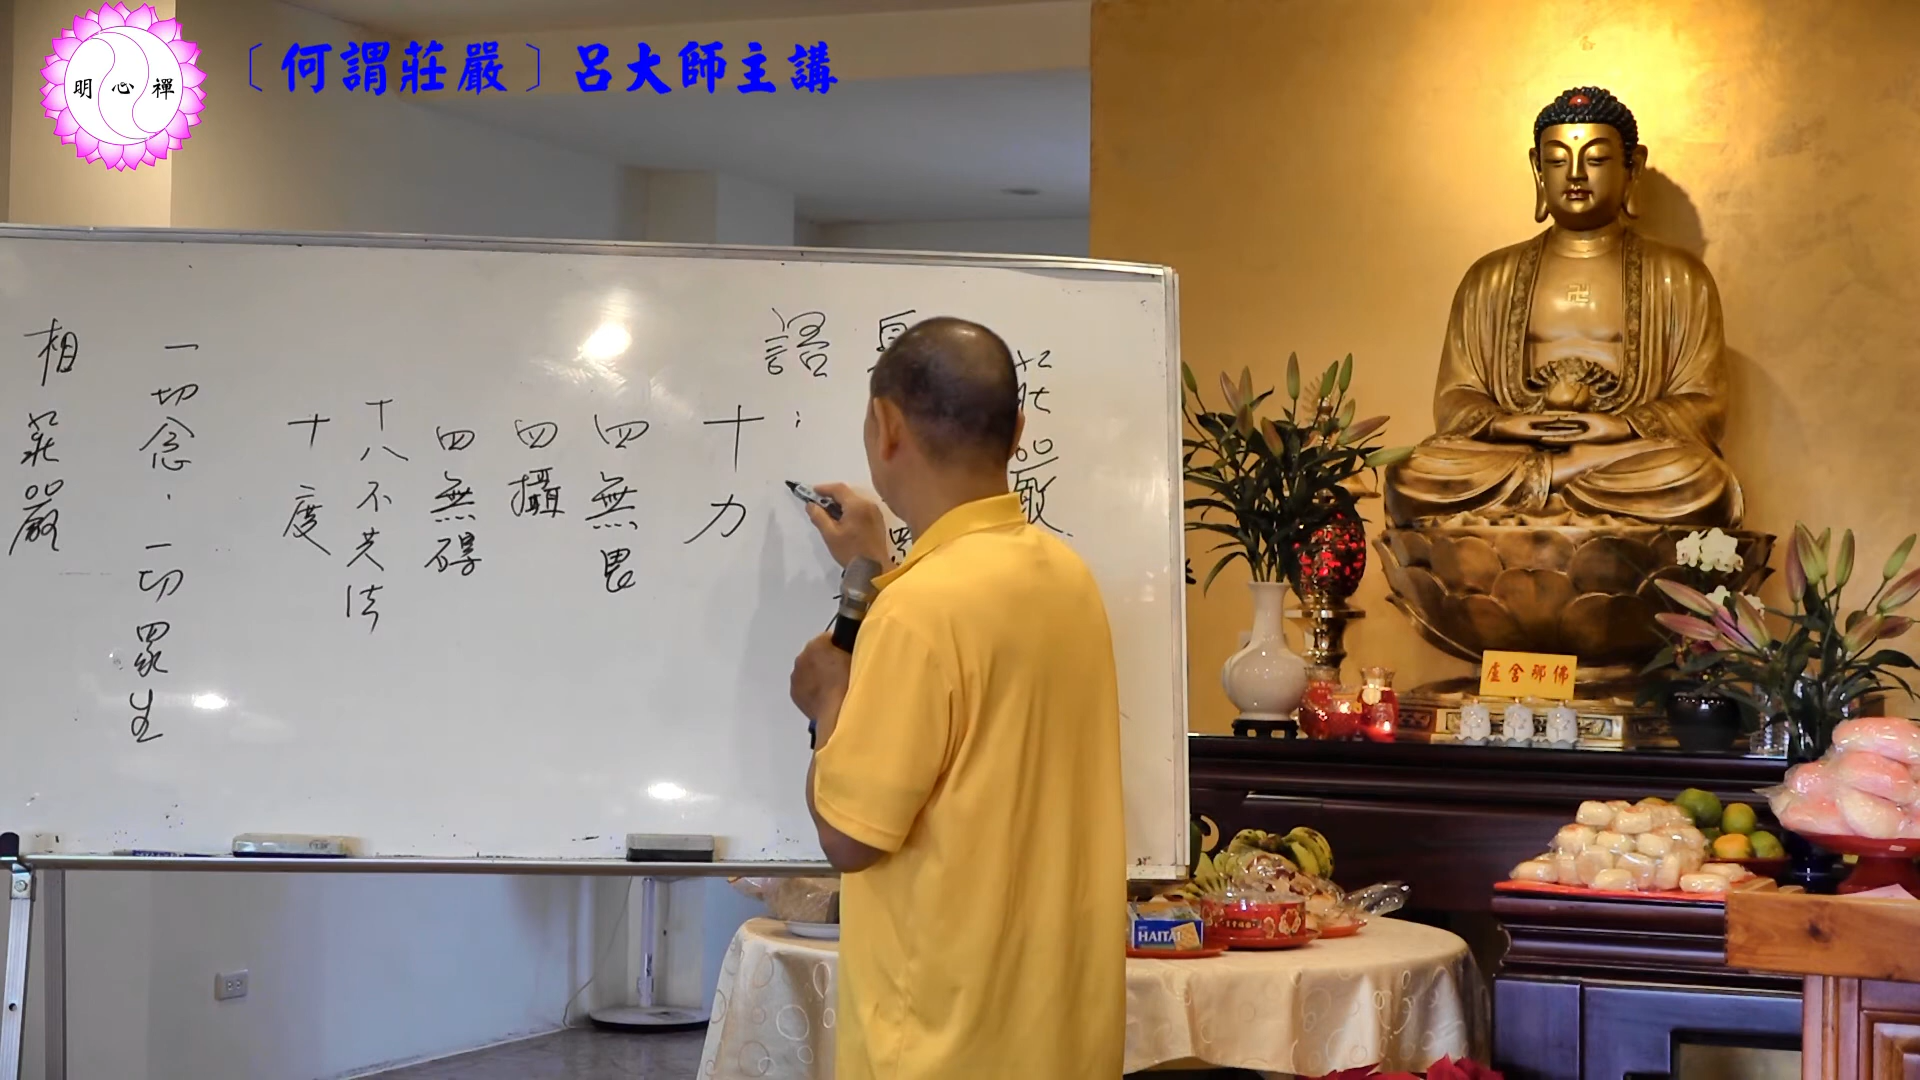 明心禪
〔何謂莊嚴〕呂大師主講
莊嚴
語：
十力
四無畏
四攝
四無礙
十八不共法
十度
一切念，一切眾生
相莊嚴
卍
盧舍那佛
HAITAI